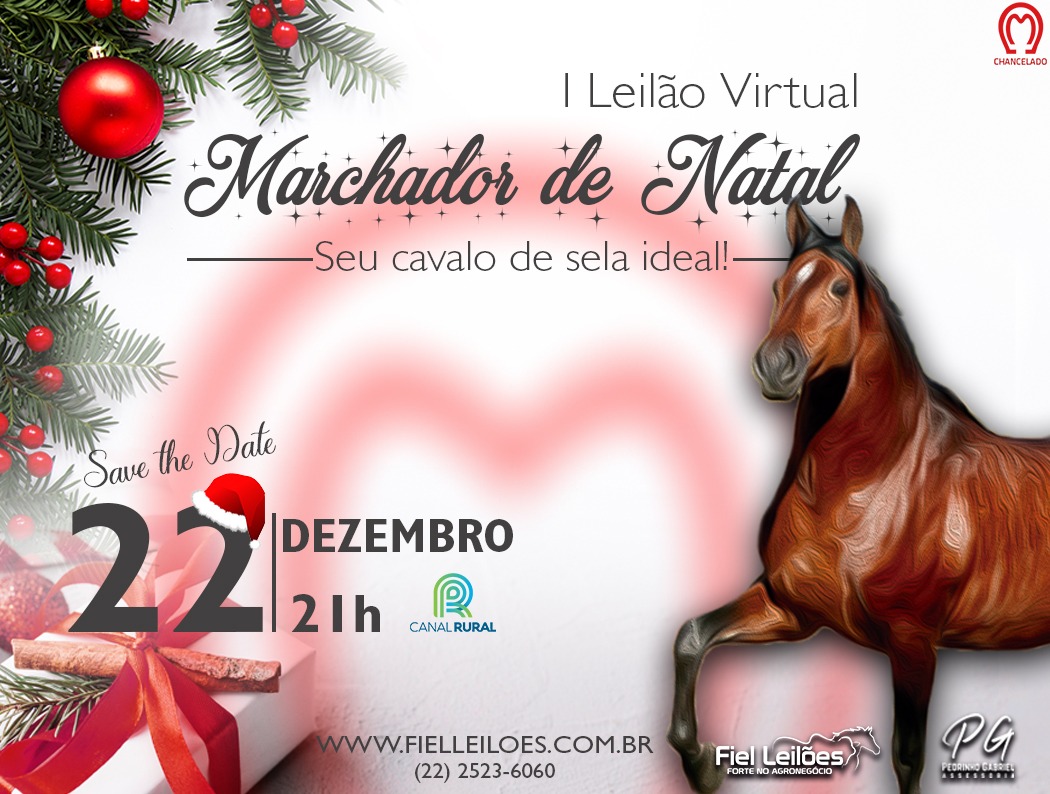 CHANCELADO
I Leilão Virtual
Marchador de Natal
Seu cavalo de sela ideal!
Save the Date
22
DEZEMBRO
21h
CANAL RURAL
WWW.FIELLEILOES.COM.BR
(22) 2523-6060
Fiel Leilões
FORTE NO AGRONEGÓCIO
PG
PEDRINHO GABRIEL
ASSESSORIA